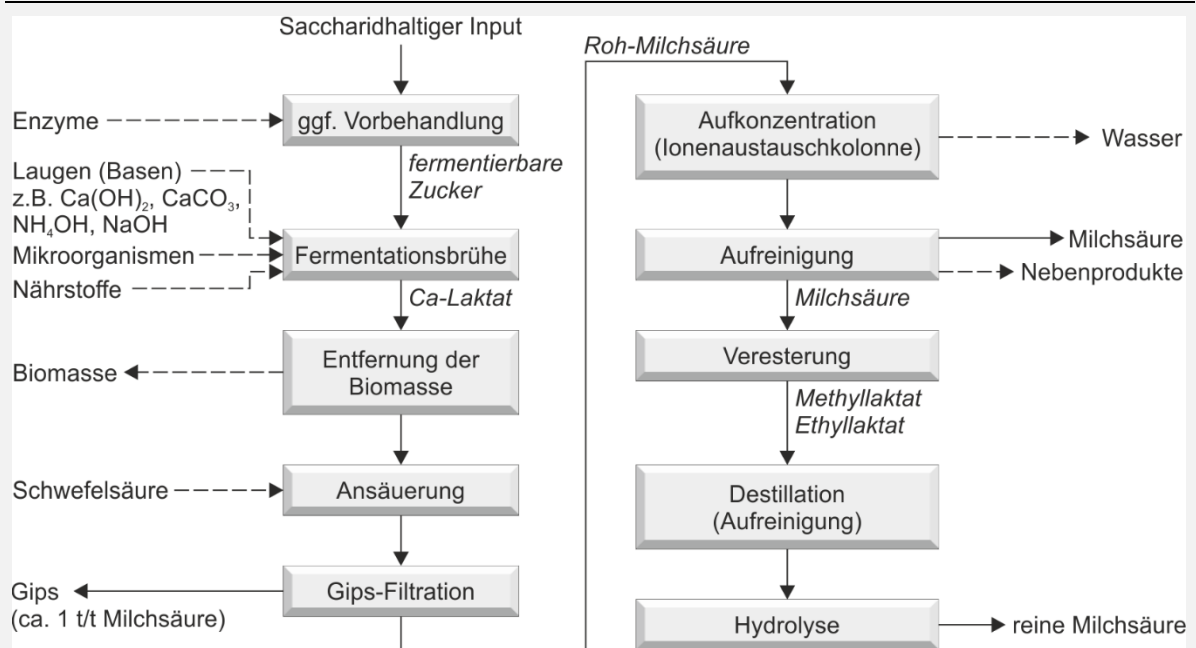 Saccharidhaltiger Input
Enzyme
ggf. Vorbehandlung
fermentierbare
Zucker
Laugen (Basen)
z.B. Ca(OH)₂, CaCO₃,
NH₄OH, NaOH
Mikroorganismen
Nährstoffe
Fermentationsbrühe
Ca-Laktat
Biomasse
Entfernung der
Biomasse
Schwefelsäure
Ansäuerung
Gips
(ca. 1 t/t Milchsäure)
Gips-Filtration
Roh-Milchsäure
Aufkonzentration
(Ionenaustauschkolonne)
Wasser
Aufreinigung
Milchsäure
Nebenprodukte
Milchsäure
Veresterung
Methyllaktat
Ethyllaktat
Destillation
(Aufreinigung)
Hydrolyse
reine Milchsäure